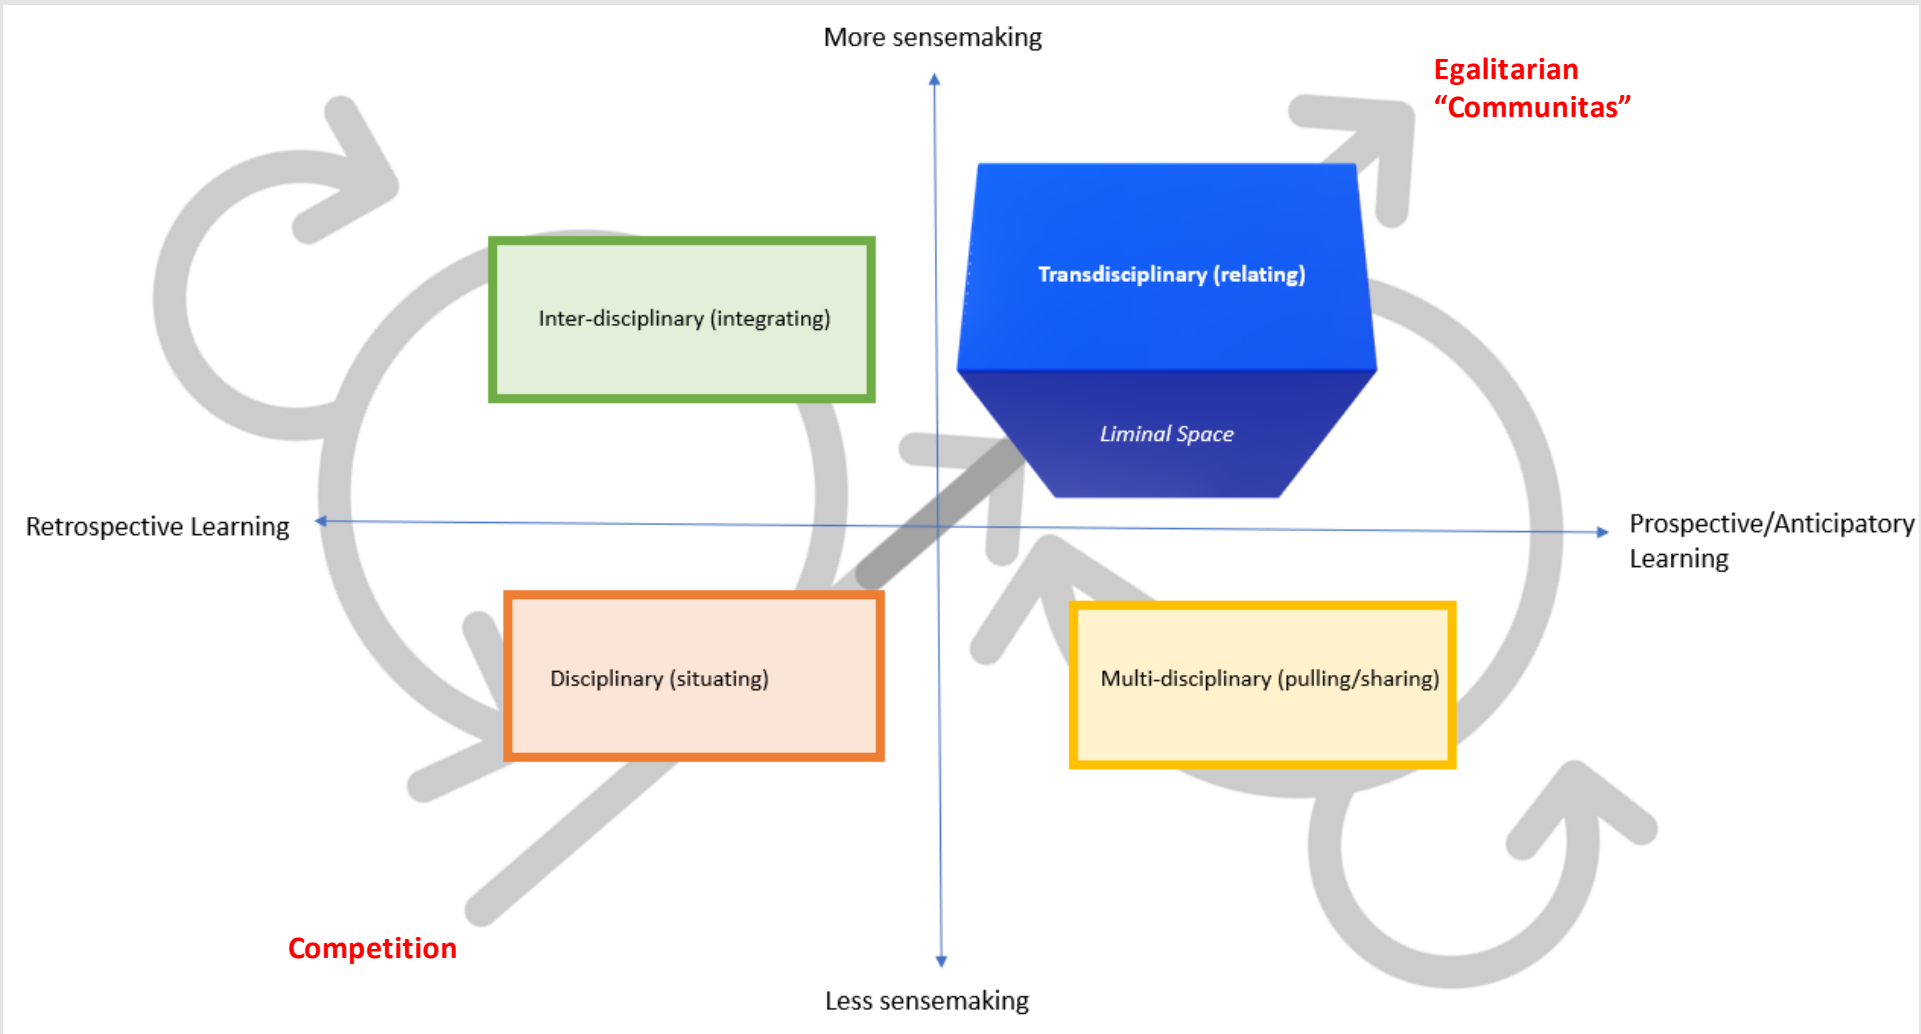 More sensemaking
Egalitarian
“Communitas”
Transdisciplinary (relating)
Inter-disciplinary (integrating)
Liminal Space
Retrospective Learning
Prospective/Anticipatory
Learning
Disciplinary (situating)
Multi-disciplinary (pulling/sharing)
Competition
Less sensemaking